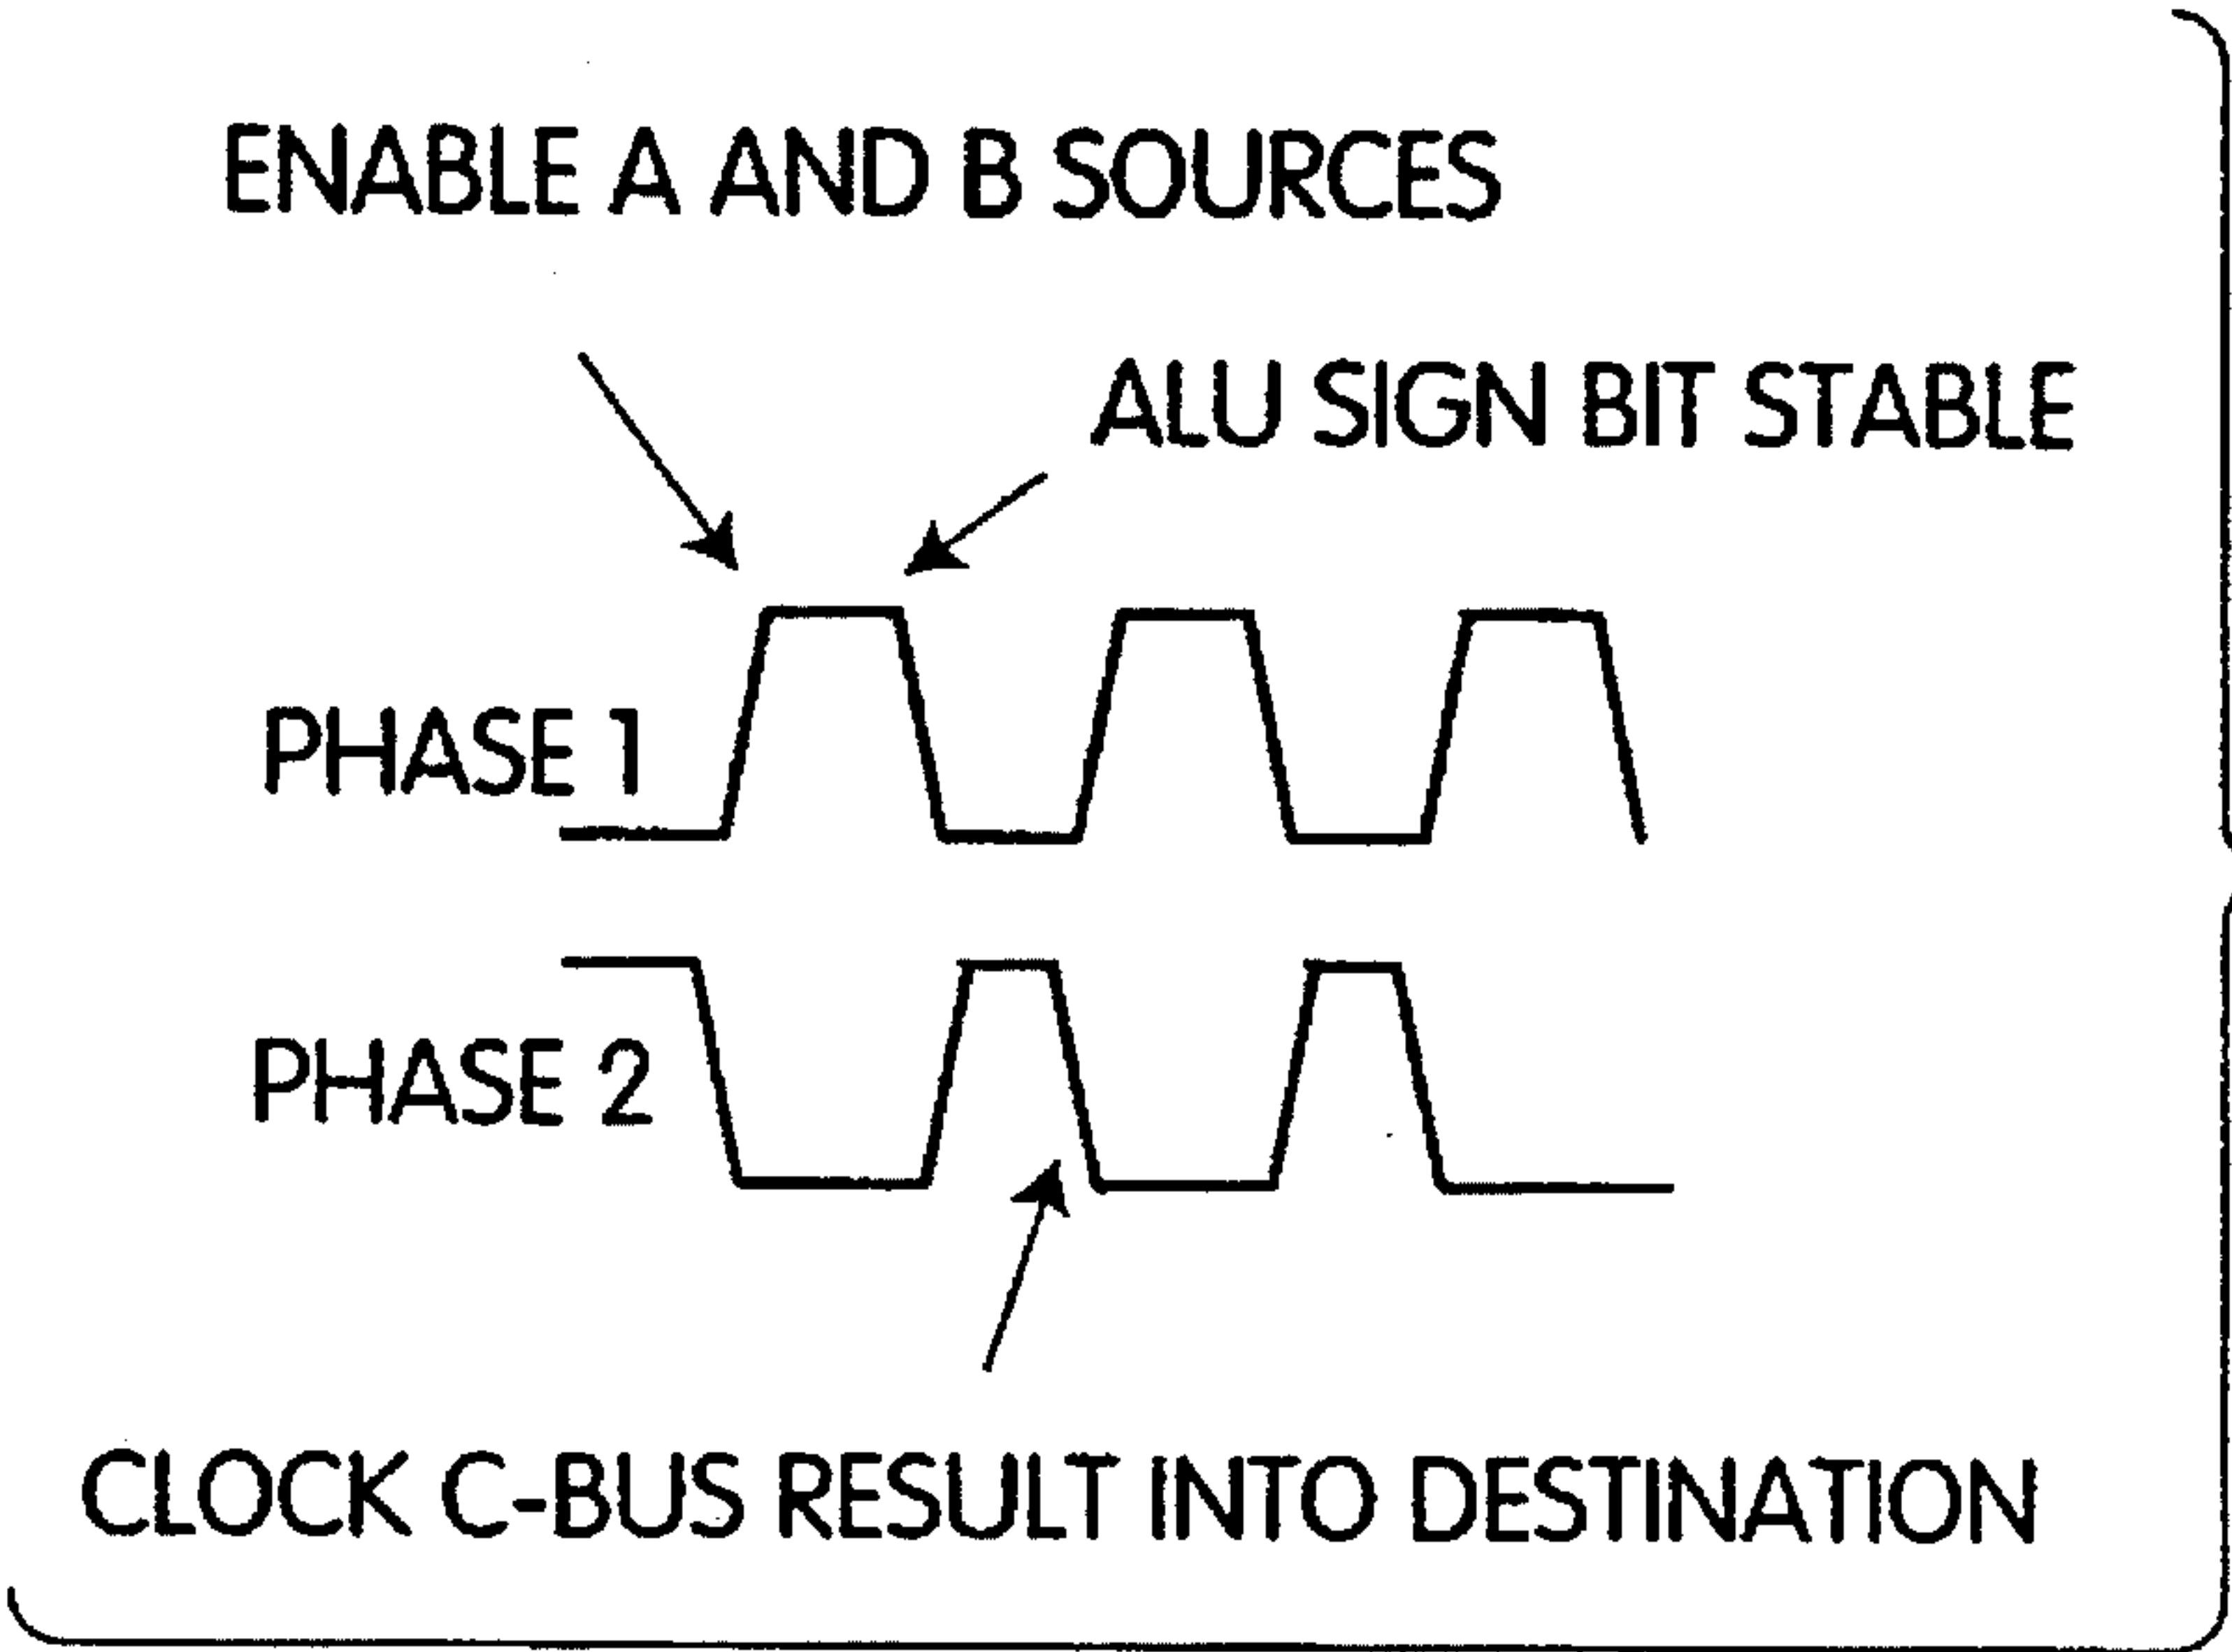 ENABLE A AND B SOURCES
ALU SIGN BIT STABLE
PHASE 1
PHASE 2
CLOCK C-BUS RESULT INTO DESTINATION